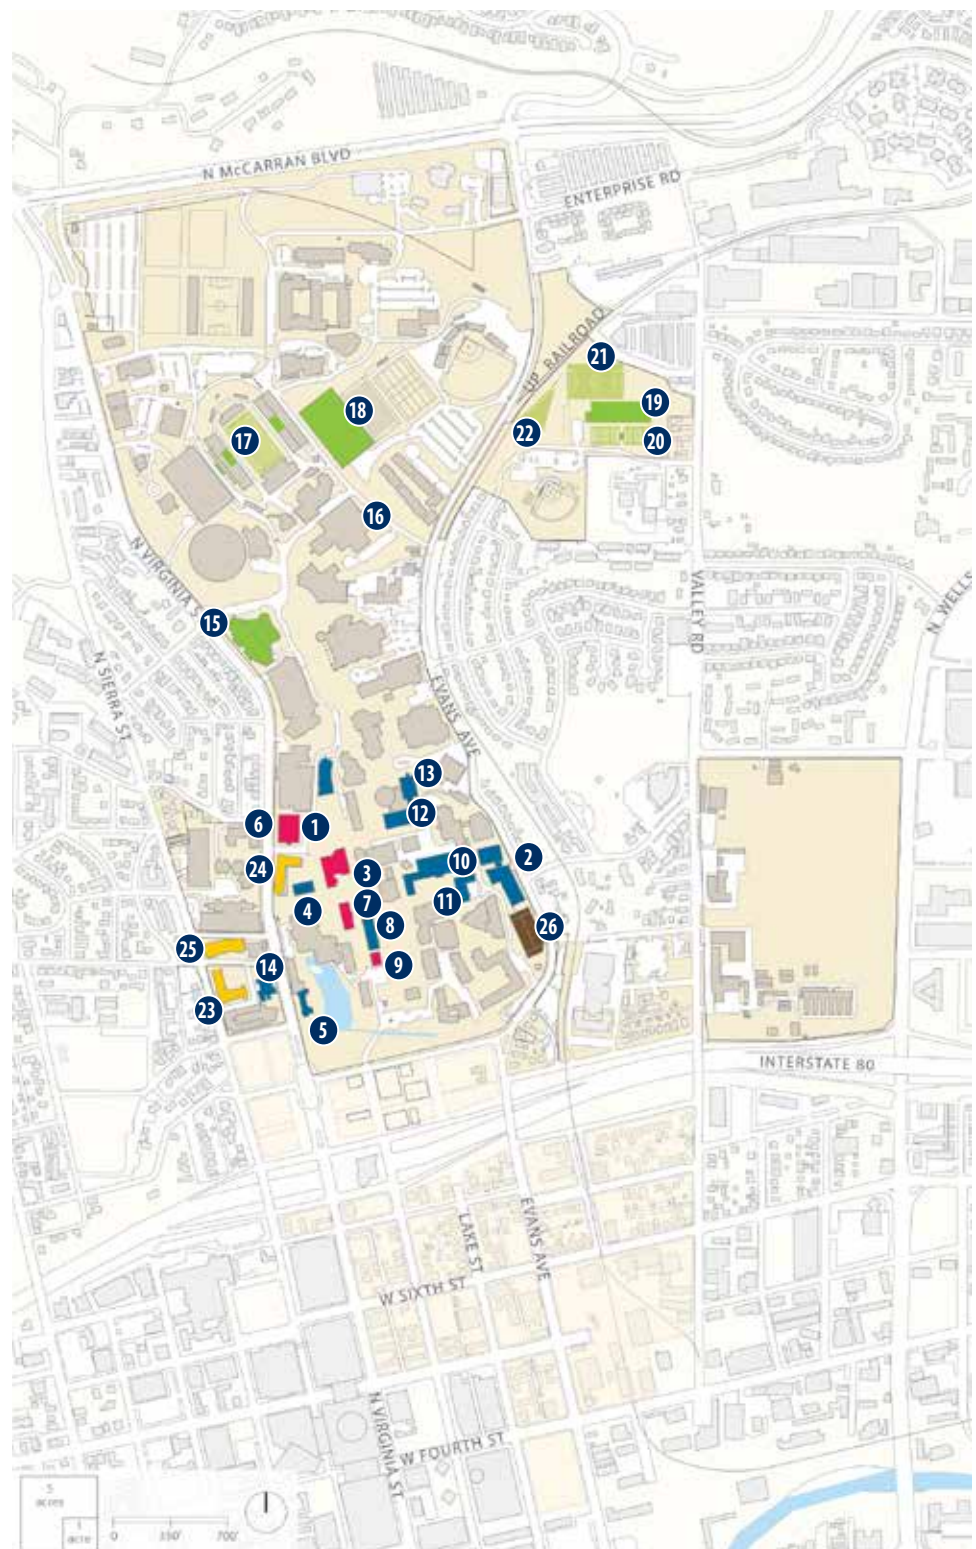 N McCARRAN BLVD
ENTERPRISE RD
UP RAILROAD
21
19
18
22
20
17
16
N VIRGINIA
15
VALLEY RD
N WELLS
N SIERRA ST
EVANS AVE
13
12
6
1
2
24
3
10
4
7
11
8
26
25
14
9
23
5
INTERSTATE 80
LAKE ST
EVANS AVE
W SIXTH ST
N VIRGINIA ST
W FOURTH ST
5
acres
1
acre
0
350'
700'